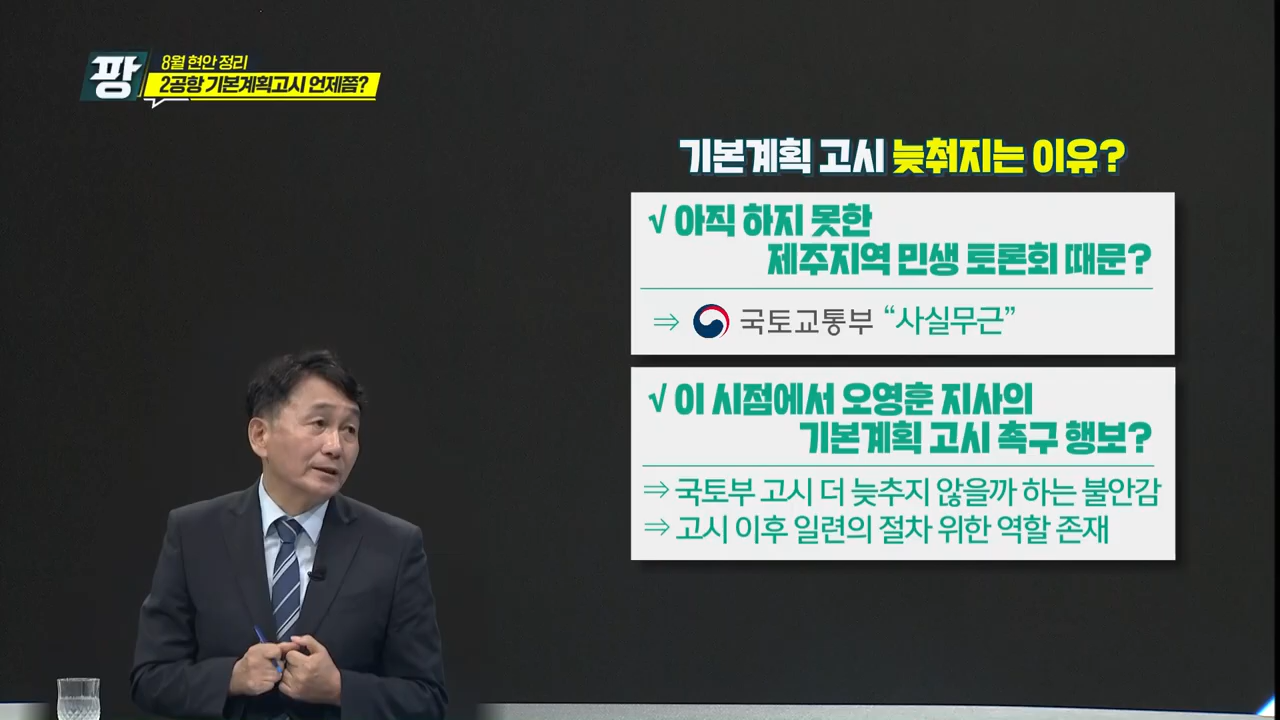 팡
8월 현안 정리
2공항 기본계획고시 언제쯤?
기본계획 고시 늦춰지는 이유?
√ 아직 하지 못한
제주지역 민생 토론회 때문?
⇒ 국토교통부 “사실무근”
√ 이 시점에서 오영훈 지사의
기본계획 고시 촉구 행보?
⇒ 국토부 고시 더 늦추지 않을까 하는 불안감
⇒ 고시 이후 일련의 절차 위한 역할 존재